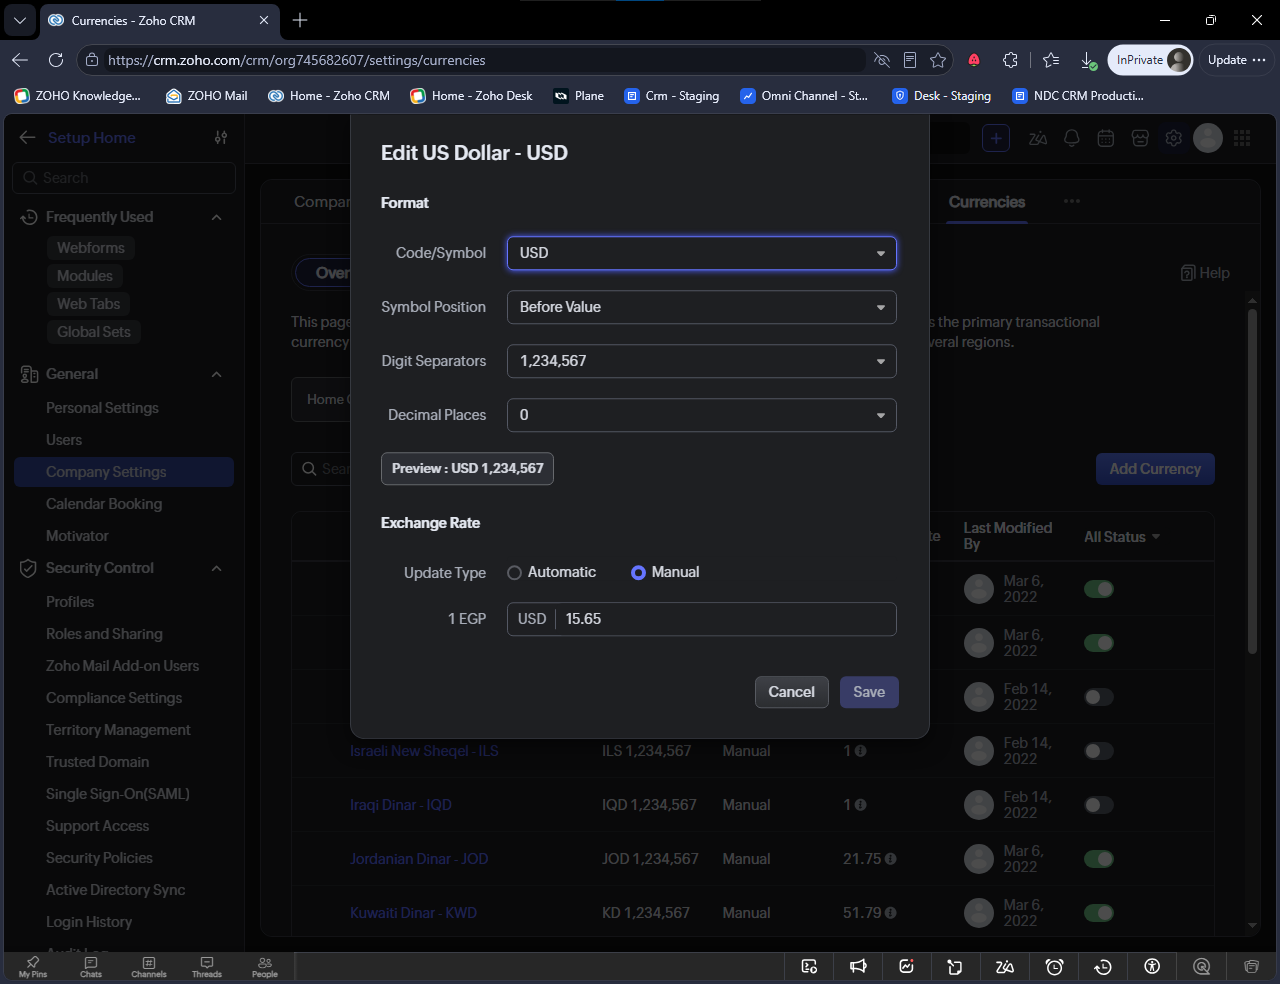 Currencies - Zoho CRM
https://crm.zoho.com/crm/org745682607/settings/currencies
InPrivate
Update
ZOHO Knowledge...
ZOHO Mail
Home - Zoho CRM
Home - Zoho Desk
Plane
Crm - Staging
Omni Channel - St...
Desk - Staging
NDC CRM Producti...
Setup Home
Search
Frequently Used
Webforms
Modules
Web Tabs
Global Sets
General
Personal Settings
Users
Company Settings
Calendar Booking
Motivator
Security Control
Profiles
Roles and Sharing
Zoho Mail Add-on Users
Compliance Settings
Territory Management
Trusted Domain
Single Sign-On(SAML)
Support Access
Security Policies
Active Directory Sync
Login History
Audit Log
Compar
Currencies
Over
Help
This page
s the primary transactional
currency
veral regions.
Home C
Sear
Add Currency
te
Last Modified By
All Status
Mar 6, 2022
Mar 6, 2022
Feb 14, 2022
Israeli New Sheqel - ILS
ILS 1,234,567
Manual
1
Feb 14, 2022
Iraqi Dinar - IQD
IQD 1,234,567
Manual
1
Feb 14, 2022
Jordanian Dinar - JOD
JOD 1,234,567
Manual
21.75
Mar 6, 2022
Kuwaiti Dinar - KWD
KD 1,234,567
Manual
51.79
Mar 6, 2022
Edit US Dollar - USD
Format
Code/Symbol
USD
Symbol Position
Before Value
Digit Separators
1,234,567
Decimal Places
0
Preview : USD 1,234,567
Exchange Rate
Update Type
Automatic
Manual
1 EGP
USD
15.65
Cancel
Save
My Pins
Chats
Channels
Threads
People